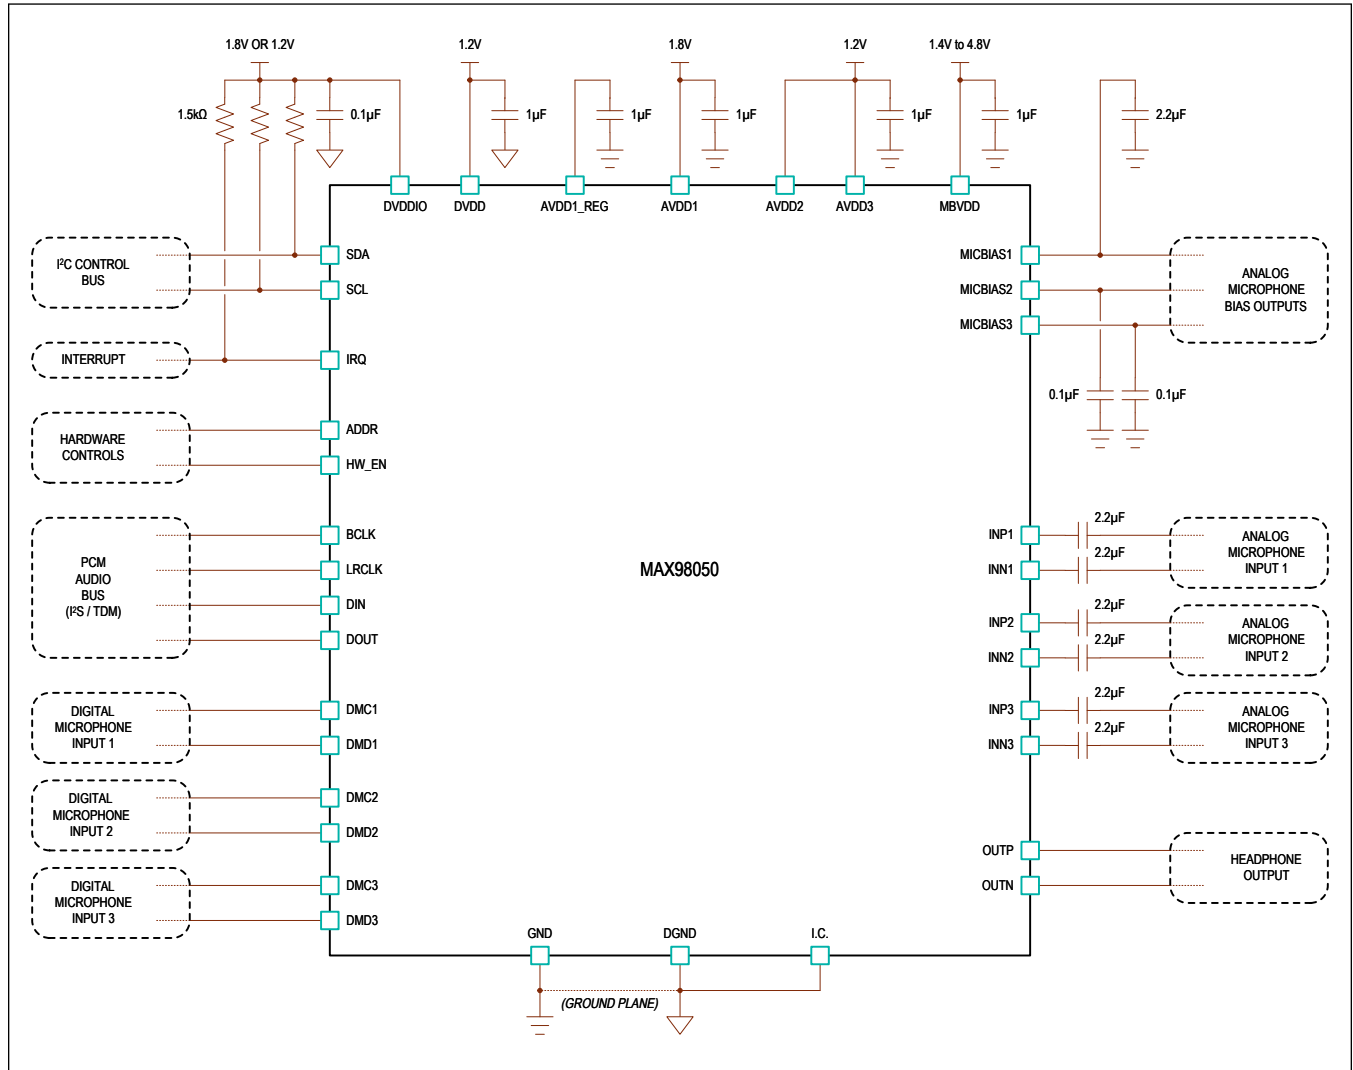 1.8V OR 1.2V
1.2V
1.8V
1.2V
1.4V to 4.8V
1.5kΩ
0.1µF
1µF
1µF
1µF
1µF
1µF
2.2µF
DVDDIO
DVDD
AVDD1_REG
AVDD1
AVDD2
AVDD3
MBVDD
I²C CONTROL
BUS
SDA
SCL
INTERRUPT
IRQ
HARDWARE
CONTROLS
ADDR
HW_EN
PCM
AUDIO
BUS
(I²S / TDM)
BCLK
LRCLK
DIN
DOUT
DIGITAL
MICROPHONE
INPUT 1
DMC1
DMD1
DIGITAL
MICROPHONE
INPUT 2
DMC2
DMD2
DIGITAL
MICROPHONE
INPUT 3
DMC3
DMD3
MAX98050
MICBIAS1
MICBIAS2
MICBIAS3
ANALOG
MICROPHONE
BIAS OUTPUTS
0.1µF
0.1µF
INP1
INN1
2.2µF
2.2µF
ANALOG
MICROPHONE
INPUT 1
INP2
INN2
2.2µF
2.2µF
ANALOG
MICROPHONE
INPUT 2
INP3
INN3
2.2µF
2.2µF
ANALOG
MICROPHONE
INPUT 3
OUTP
OUTN
HEADPHONE
OUTPUT
GND
DGND
I.C.
(GROUND PLANE)